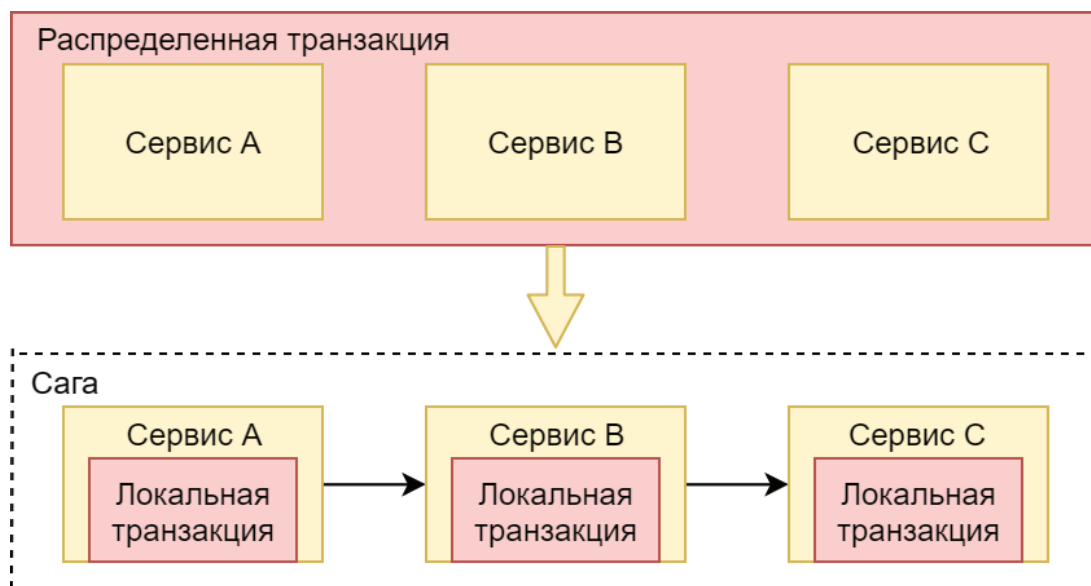 Распределенная транзакция
Сервис A
Сервис B
Сервис C
Сага
Сервис A
Сервис B
Сервис C
Локальная
транзакция
Локальная
транзакция
Локальная
транзакция